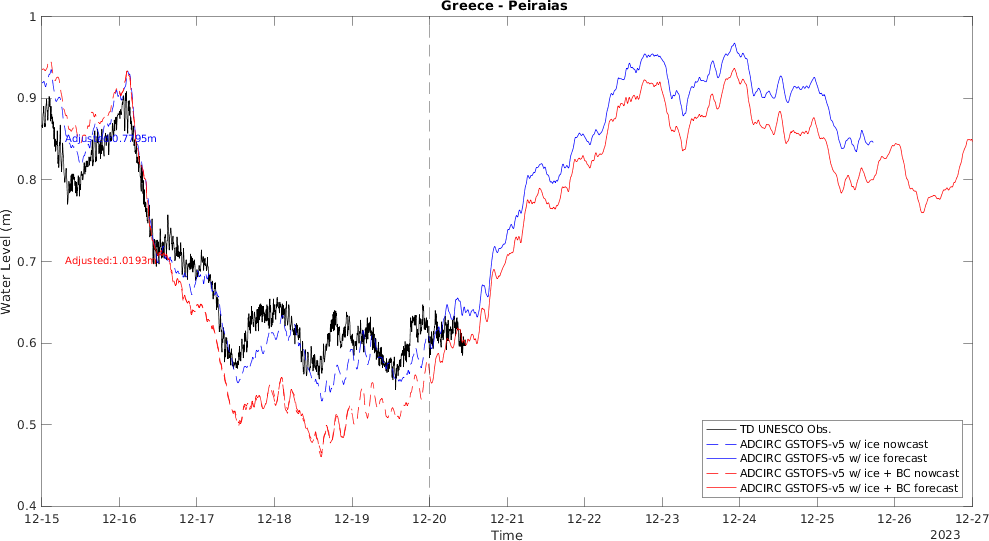 Greece - Peiraias
1
0.9
0.8
0.7
0.6
0.5
0.4
Water Level (m)
Adjusted:0.7795m
Adjusted:1.0193m
TD UNESCO Obs.
ADCIRC GSTOFS-v5 w/ ice nowcast
ADCIRC GSTOFS-v5 w/ ice forecast
ADCIRC GSTOFS-v5 w/ ice + BC nowcast
ADCIRC GSTOFS-v5 w/ ice + BC forecast
12-15 12-16 12-17 12-18 12-19 12-20 12-21 12-22 12-23 12-24 12-25 12-26 12-27
Time
2023